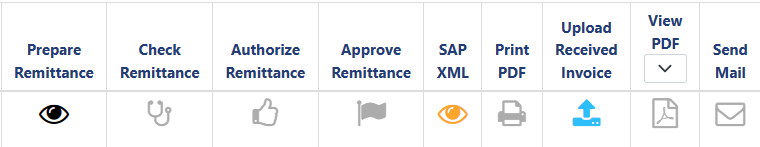 Prepare
Remittance
Check
Remittance
Authorize
Remittance
Approve
Remittance
SAP
XML
Print
PDF
Upload
Received
Invoice
View
PDF
Send
Mail